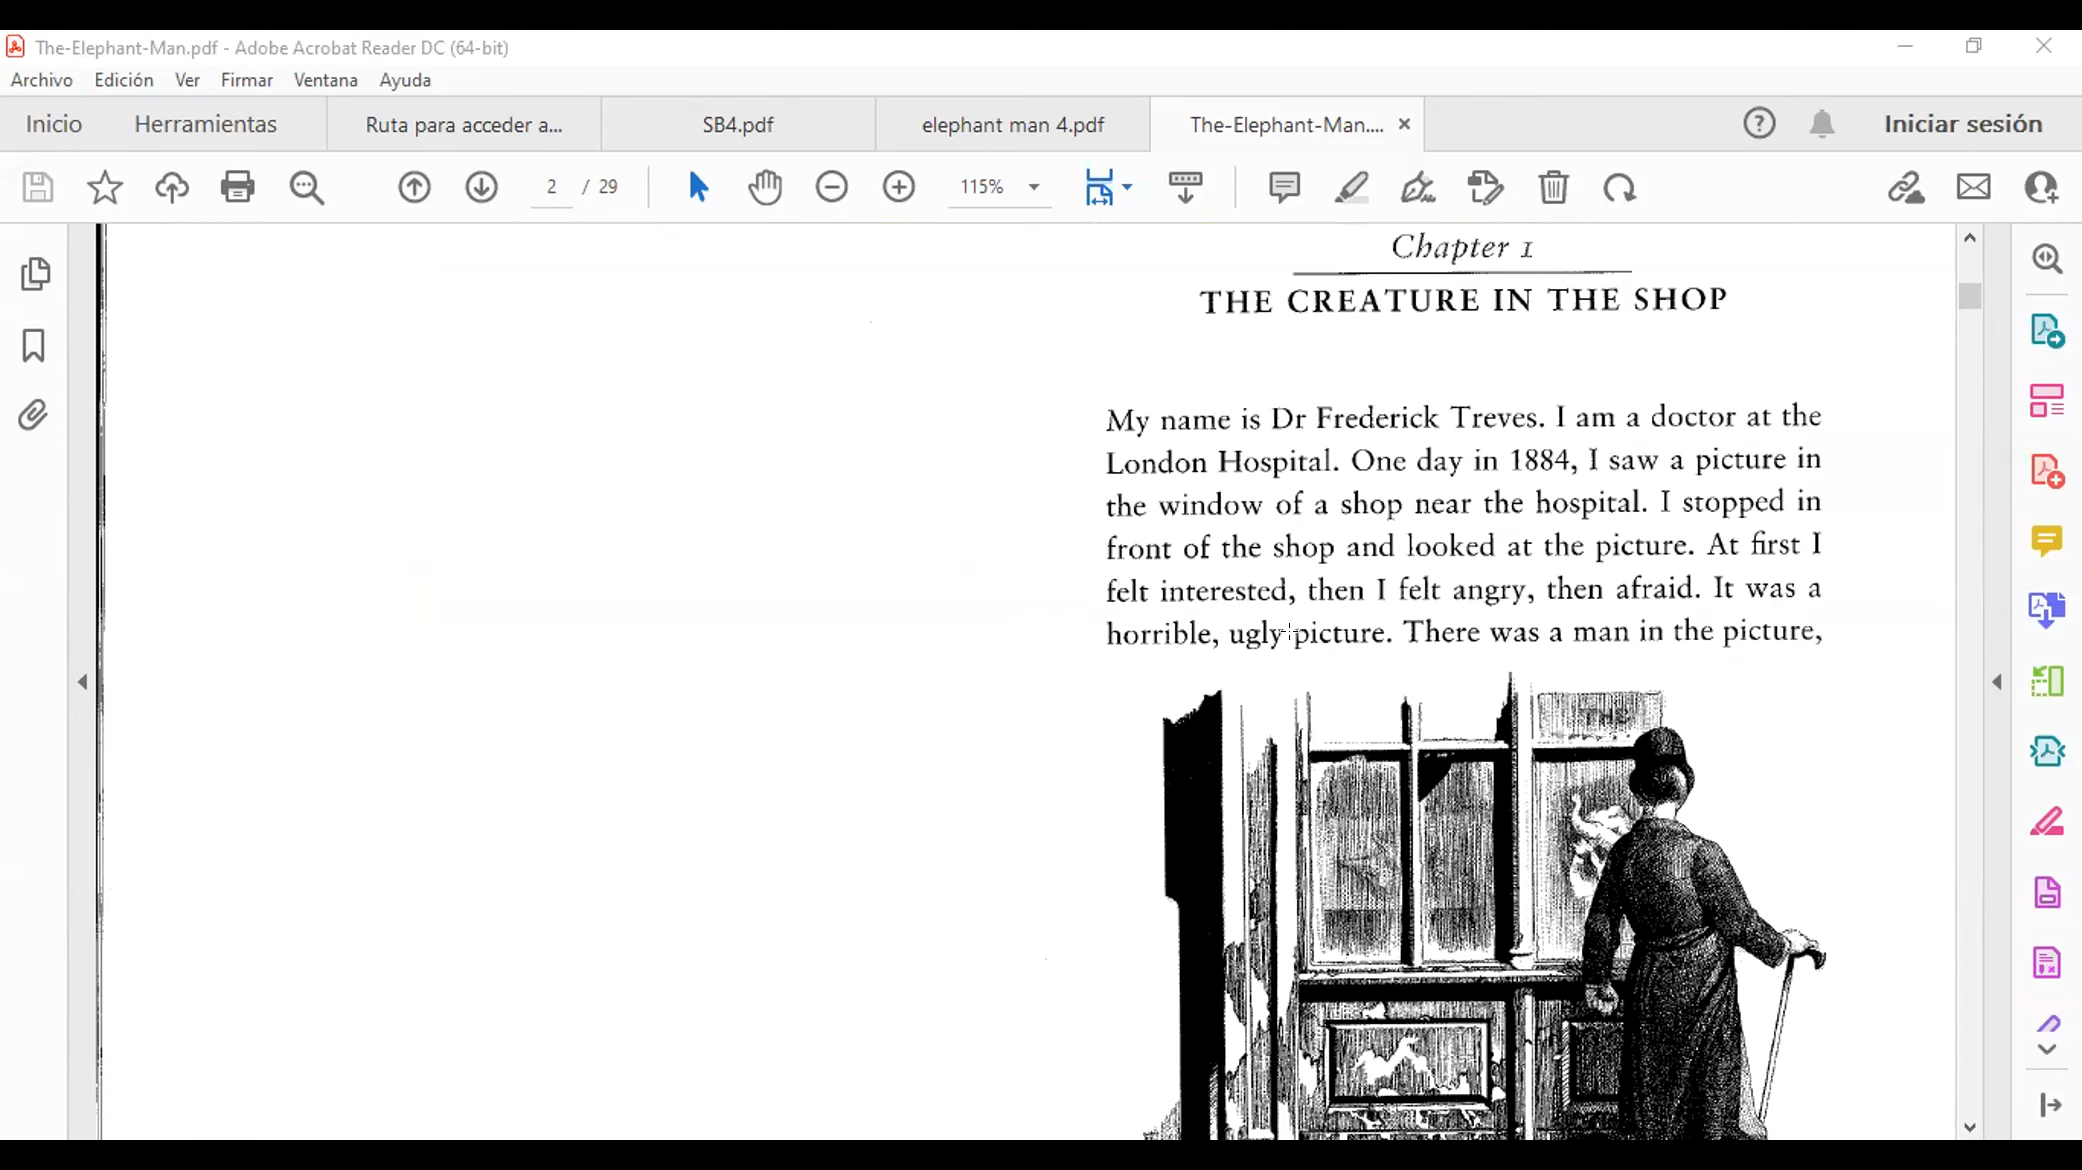 The-Elephant-Man.pdf - Adobe Acrobat Reader DC (64-bit)
Archivo Edición Ver Firmar Ventana Ayuda
Inicio Herramientas Ruta para acceder a... SB4.pdf elephant man 4.pdf The-Elephant-Man.... Iniciar sesión
2 / 29 115%
Chapter 1
THE CREATURE IN THE SHOP
My name is Dr Frederick Treves. I am a doctor at the
London Hospital. One day in 1884, I saw a picture in
the window of a shop near the hospital. I stopped in
front of the shop and looked at the picture. At first I
felt interested, then I felt angry, then afraid. It was a
horrible, ugly picture. There was a man in the picture,
THE